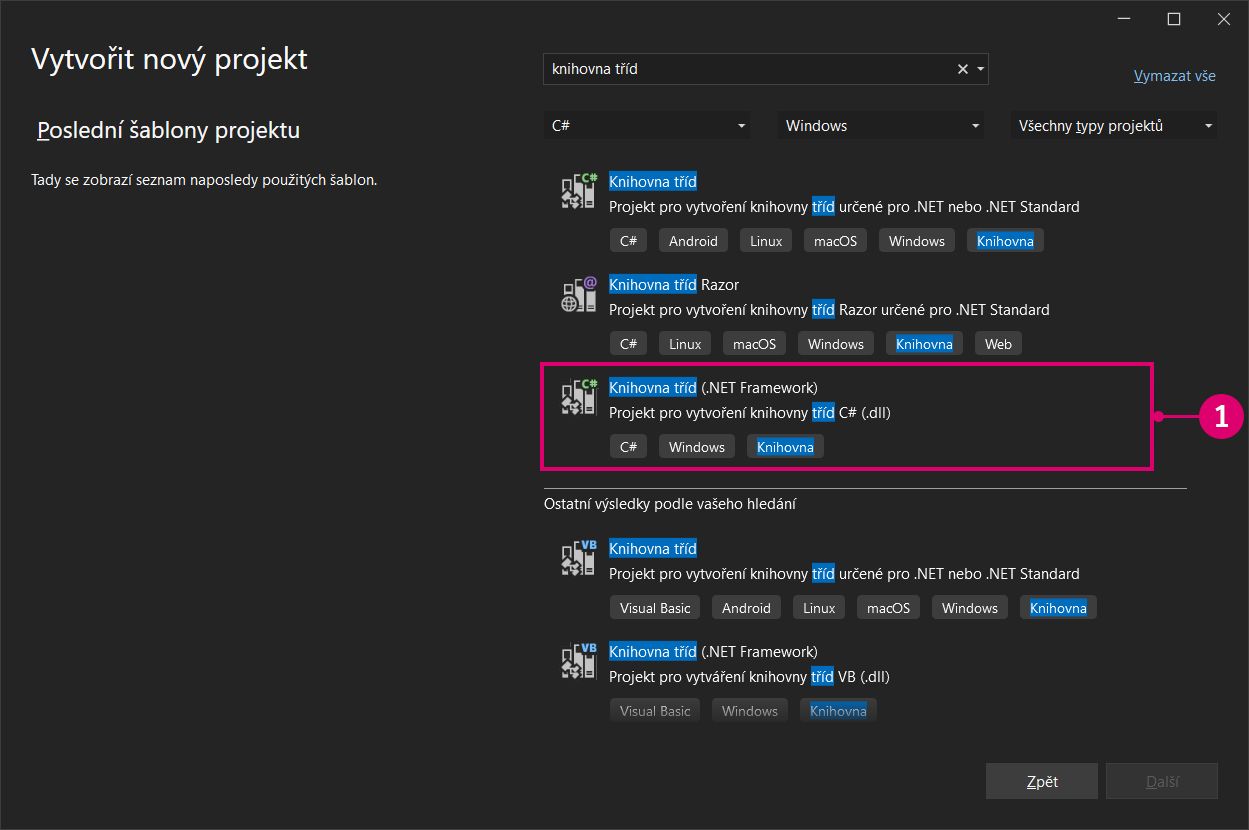 Vytvořit nový projekt
knihovna tříd
Vymazat vše
Poslední šablony projektu
Tady se zobrazí seznam naposledy použitých šablon.
C# Windows Všechny typy projektů
C#
Knihovna tříd
Projekt pro vytvoření knihovny tříd určené pro .NET nebo .NET Standard
C# Android Linux macOS Windows Knihovna
@
Knihovna tříd Razor
Projekt pro vytvoření knihovny tříd Razor určené pro .NET Standard
C# Linux macOS Windows Knihovna Web
C#
Knihovna tříd (.NET Framework)
Projekt pro vytvoření knihovny tříd C# (.dll)
C# Windows Knihovna
1
Ostatní výsledky podle vašeho hledání
VB
Knihovna tříd
Projekt pro vytvoření knihovny tříd určené pro .NET nebo .NET Standard
Visual Basic Android Linux macOS Windows Knihovna
VB
Knihovna tříd (.NET Framework)
Projekt pro vytváření knihovny tříd VB (.dll)
Visual Basic Windows Knihovna
Zpět Další